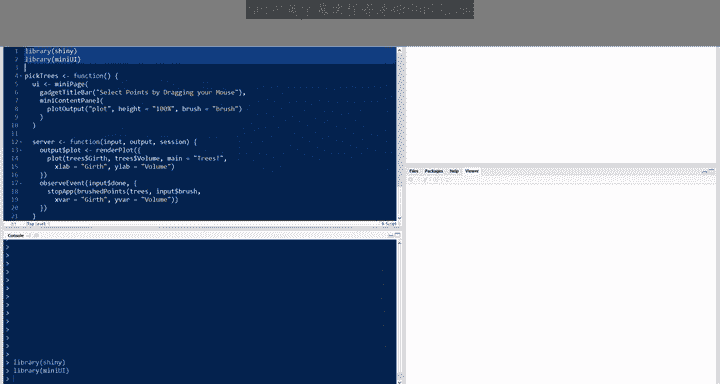 1 library(shiny)
2 library(miniUI)
3
4 pickTrees <- function() {
5 ui <- miniPage(
6 gadgetTitleBar("Select Points by Dragging your Mouse"),
7 miniContentPanel(
8 plotOutput("plot", height = "100%", brush = "brush")
9 )
10 )
11
12 server <- function(input, output, session) {
13 output$plot <- renderPlot({
14 plot(trees$Girth, trees$Volume, main = "Trees!",
15 xlab = "Girth", ylab = "Volume")
16 })
17 observeEvent(input$done, {
18 stopApp(brushedPoints(trees, input$brush,
19 xvar = "Girth", yvar = "Volume"))
20 })
21 }
(Top Level) R Script
Console
>
>
>
>
>
>
>
>
>
>
>
>
>
>
> library(shiny)
> library(miniUI)
>
Files Packages Help Viewer